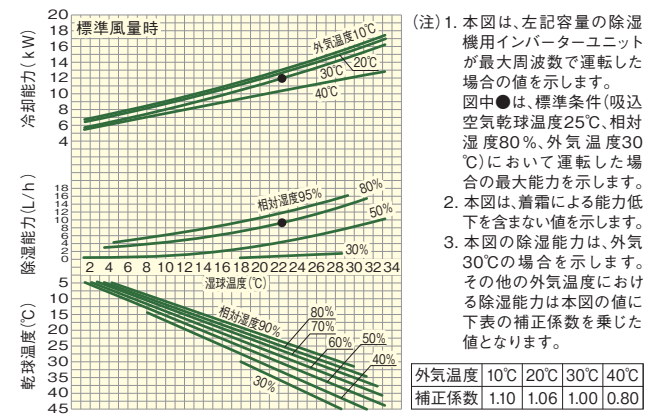 標準風量時
冷却能力(kW)
20
18
16
14
12
10
8
6
4
外気温度10℃
20℃
30℃
40℃
除湿能力(L/h)
18
16
14
12
10
8
6
4
2
0
相対湿度95%
80%
50%
30%
2 4 6 8 10 12 14 16 18 20 22 24 26 28 30 32 34
湿球温度(℃)
乾球温度(℃)
5
10
15
20
25
30
35
40
45
相対湿度90%
80%
70%
60%
50%
40%
30%
(注)1. 本図は、左記容量の除湿
機用インバーターユニット
が最大周波数で運転した
場合の値を示します。
図中●は、標準条件(吸込
空気乾球温度25℃、相対
湿度80%、外気温度30
℃)において運転した場
合の最大能力を示します。
2. 本図は、着霜による能力低
下を含まない値を示します。
3. 本図の除湿能力は、外気
30℃の場合を示します。
その他の外気温度におけ
る除湿能力は本図の値に
下表の補正係数を乗じた
値となります。
外気温度 10℃ 20℃ 30℃ 40℃
補正係数 1.10 1.06 1.00 0.80